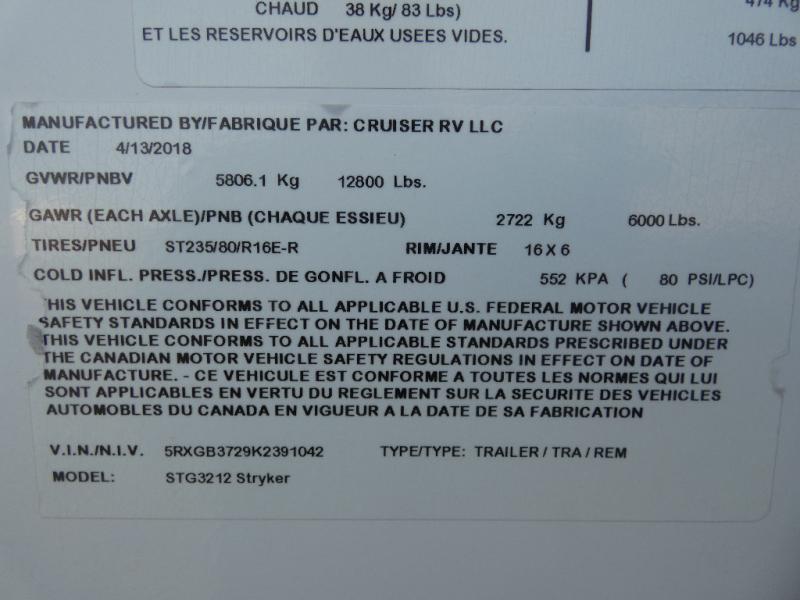 CHAUD 38 Kg/ 83 Lbs)
474 Kg
ET LES RESERVOIRS D'EAUX USEES VIDES.
1046 Lbs
MANUFACTURED BY/FABRIQUE PAR: CRUISER RV LLC
DATE 4/13/2018
GVWR/PNBV 5806.1 Kg 12800 Lbs.
GAWR (EACH AXLE)/PNB (CHAQUE ESSIEU) 2722 Kg 6000 Lbs.
TIRES/PNEU ST235/80/R16E-R RIM/JANTE 16 X 6
COLD INFL. PRESS./PRESS. DE GONFL. A FROID 552 KPA ( 80 PSI/LPC)
THIS VEHICLE CONFORMS TO ALL APPLICABLE U.S. FEDERAL MOTOR VEHICLE
SAFETY STANDARDS IN EFFECT ON THE DATE OF MANUFACTURE SHOWN ABOVE.
THIS VEHICLE CONFORMS TO ALL APPLICABLE STANDARDS PRESCRIBED UNDER
THE CANADIAN MOTOR VEHICLE SAFETY REGULATIONS IN EFFECT ON DATE OF
MANUFACTURE. - CE VEHICULE EST CONFORME A TOUTES LES NORMES QUI LUI
SONT APPLICABLES EN VERTU DU REGLEMENT SUR LA SECURITE DES VEHICLES
AUTOMOBLES DU CANADA EN VIGUEUR A LA DATE DE SA FABRICATION
V.I.N./N.I.V. 5RXGB3729K2391042 TYPE/TYPE: TRAILER / TRA / REM
MODEL: STG3212 Stryker